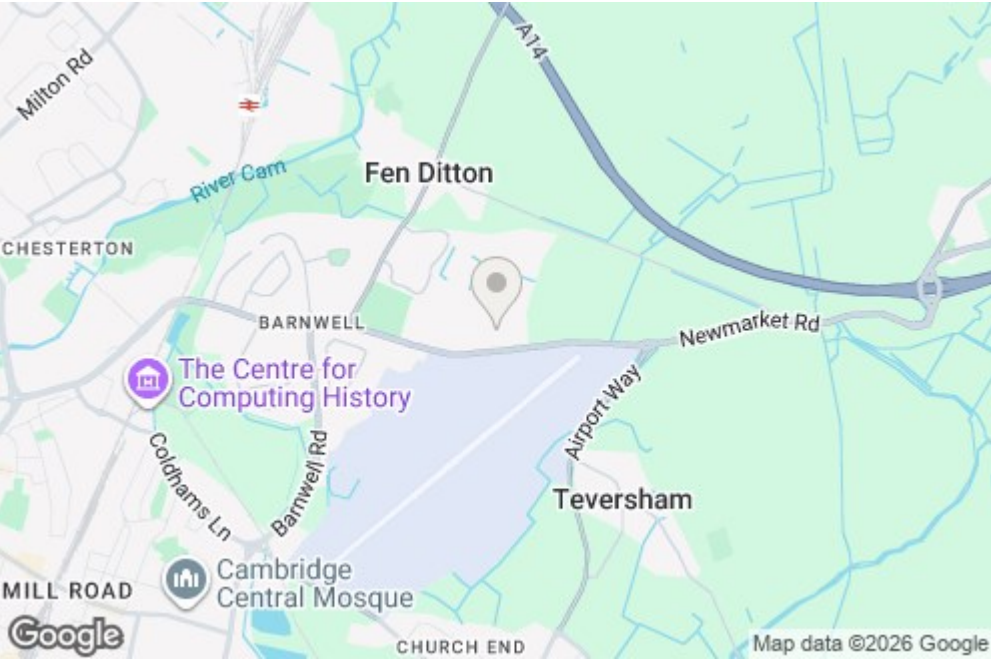 A14
Milton Rd
Fen Ditton
River Cam
CHESTERTON
BARNWELL
Newmarket Rd
The Centre for
Computing History
Airport Way
Coldhams Ln
Barnwell Rd
Teversham
Cambridge
Central Mosque
MILL ROAD
Google
CHURCH END
Map data ©2026 Google